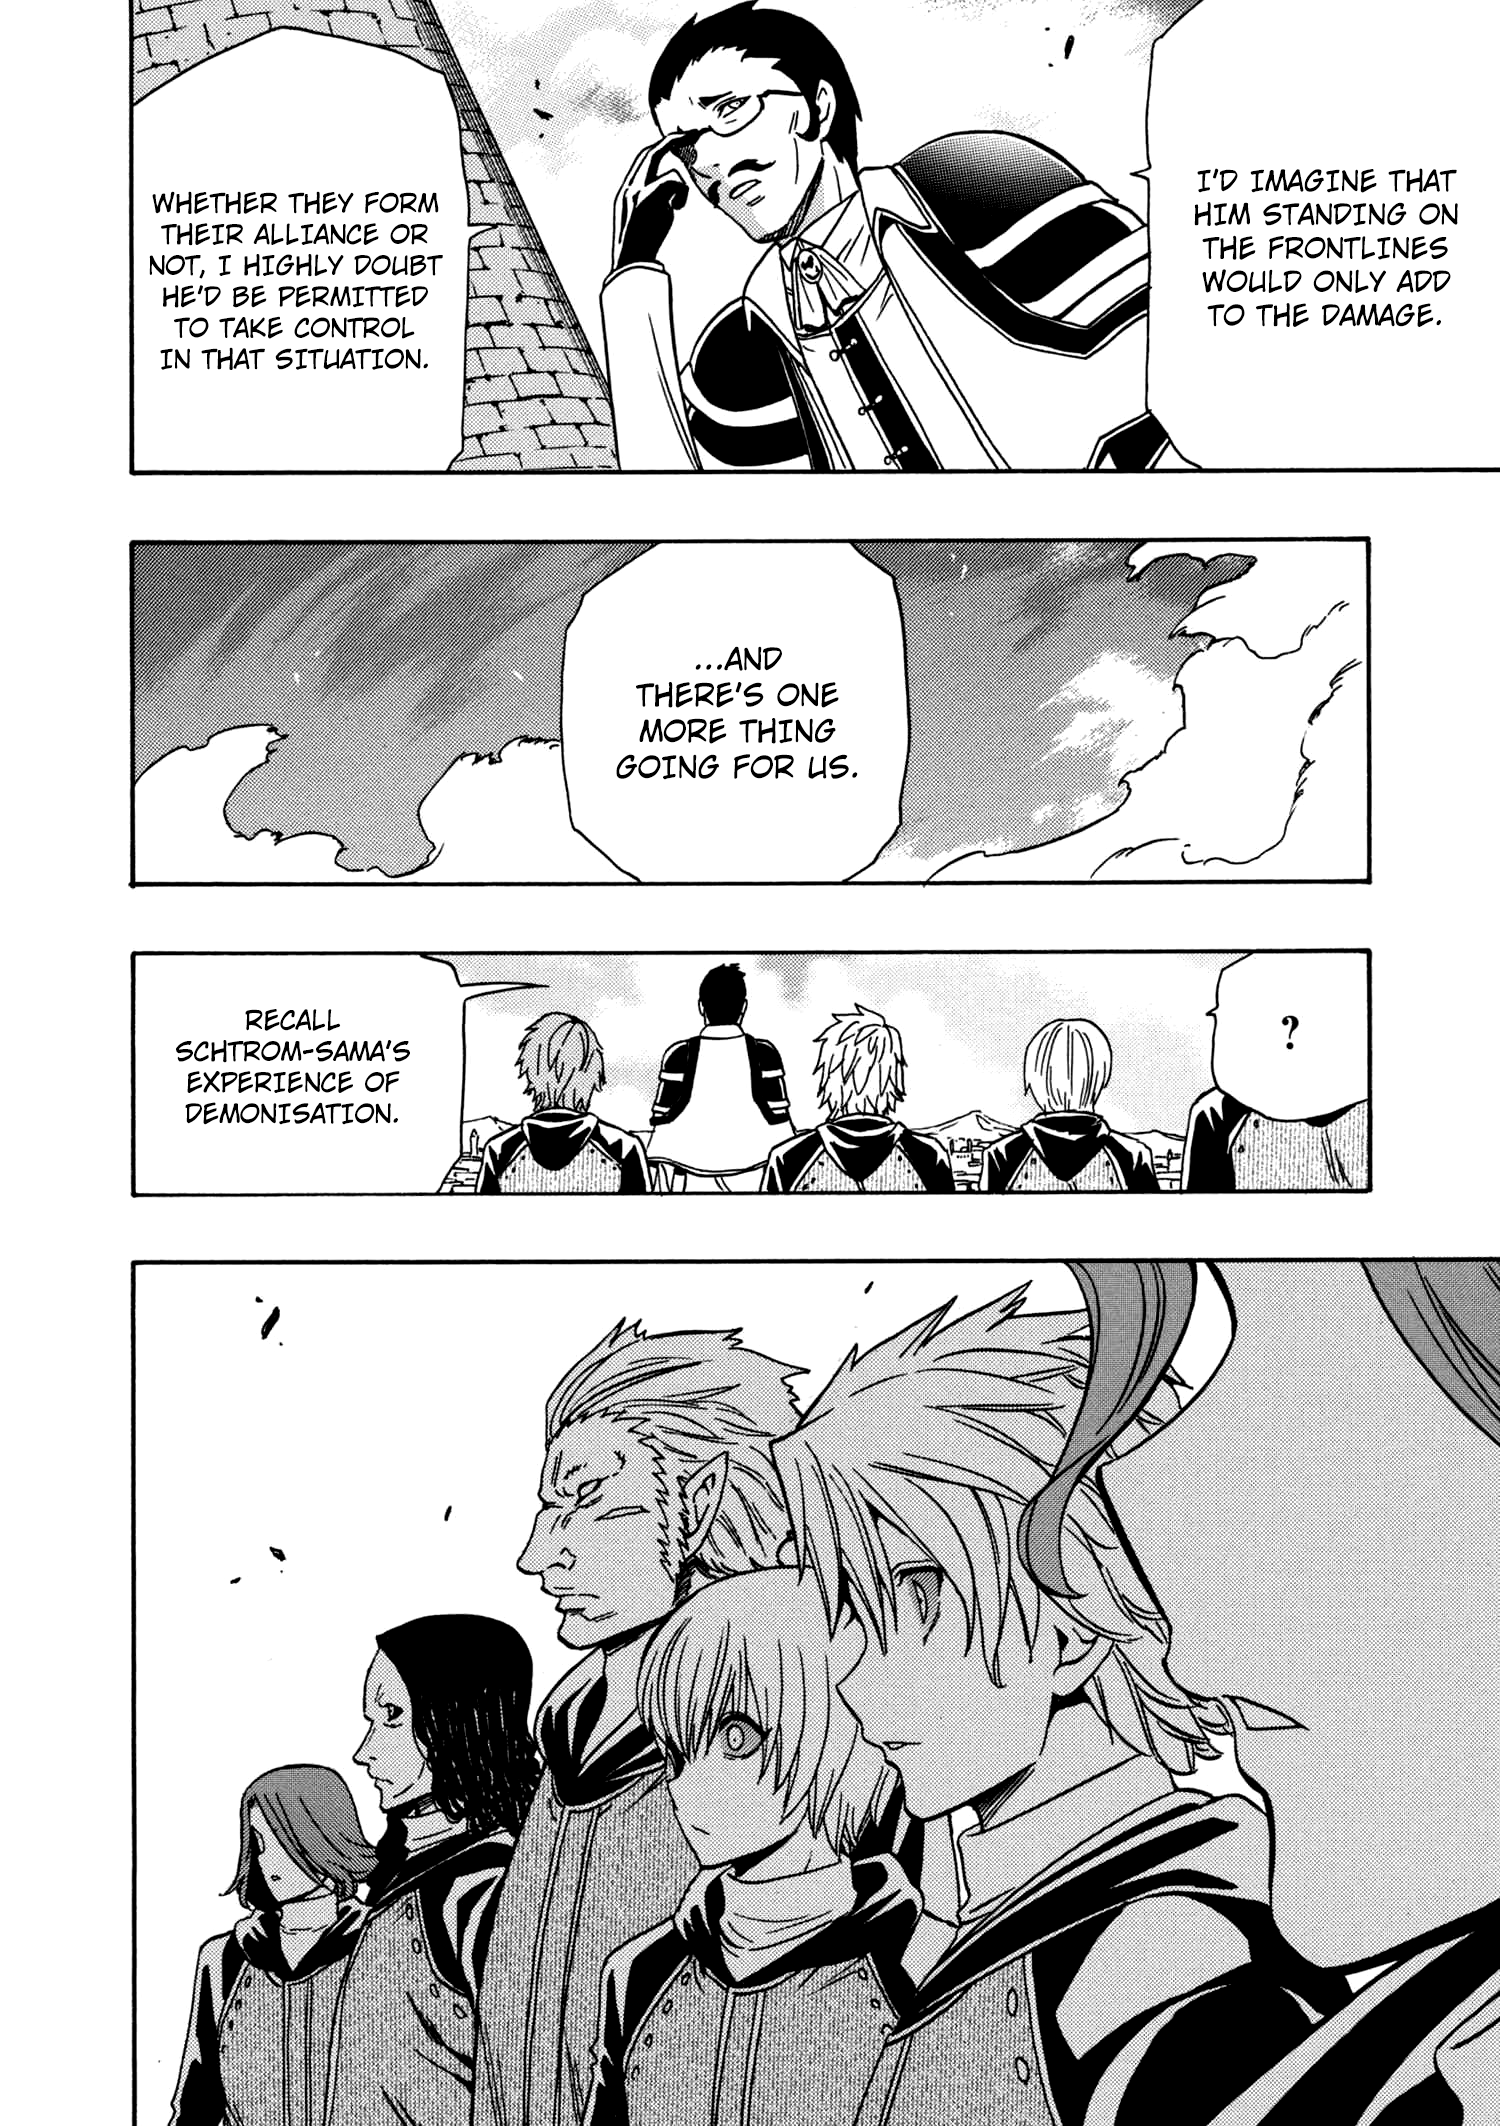 I'D IMAGINE THAT
HIM STANDING ON
THE FRONTLINES
WOULD ONLY ADD
TO THE DAMAGE.
WHETHER THEY FORM
THEIR ALLIANCE OR
NOT, I HIGHLY DOUBT
HE'D BE PERMITTED
TO TAKE CONTROL
IN THAT SITUATION.
...AND
THERE'S ONE
MORE THING
GOING FOR US.
?
RECALL
SCHTROM-SAMA'S
EXPERIENCE OF
DEMONISATION.